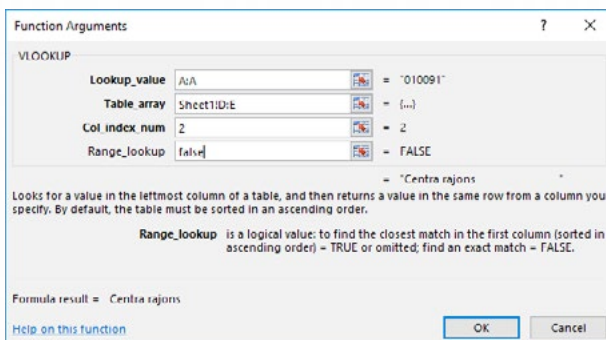 Function Arguments ? ×
VLOOKUP
Lookup_value A:A = "010091"
Table_array Sheet1!D:E = {...}
Col_index_num 2 = 2
Range_lookup false = FALSE
= "Centra rajons "
Looks for a value in the leftmost column of a table, and then returns a value in the same row from a column you
specify. By default, the table must be sorted in an ascending order.
Range_lookup is a logical value: to find the closest match in the first column (sorted in
ascending order) = TRUE or omitted; find an exact match = FALSE.
Formula result = Centra rajons
Help on this function OK Cancel